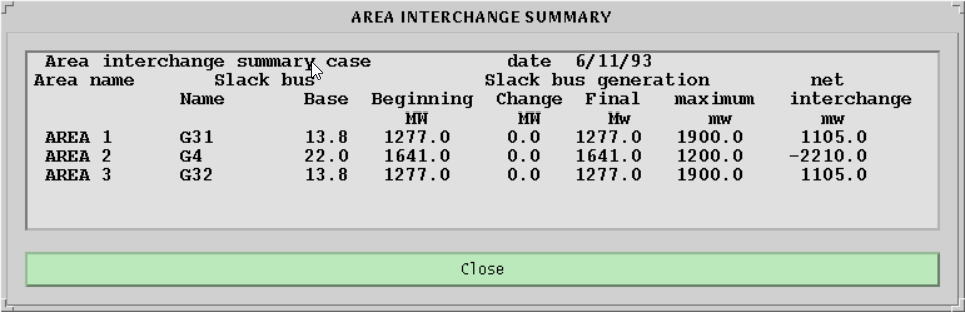 AREA INTERCHANGE SUMMARY
Area interchange summary case date 6/11/93
Area name Slack bus Slack bus generation net
Name Base Beginning Change Final maximum interchange
MW MW Mw mw mw
AREA 1 G31 13.8 1277.0 0.0 1277.0 1900.0 1105.0
AREA 2 G4 22.0 1641.0 0.0 1641.0 1200.0 -2210.0
AREA 3 G32 13.8 1277.0 0.0 1277.0 1900.0 1105.0
Close